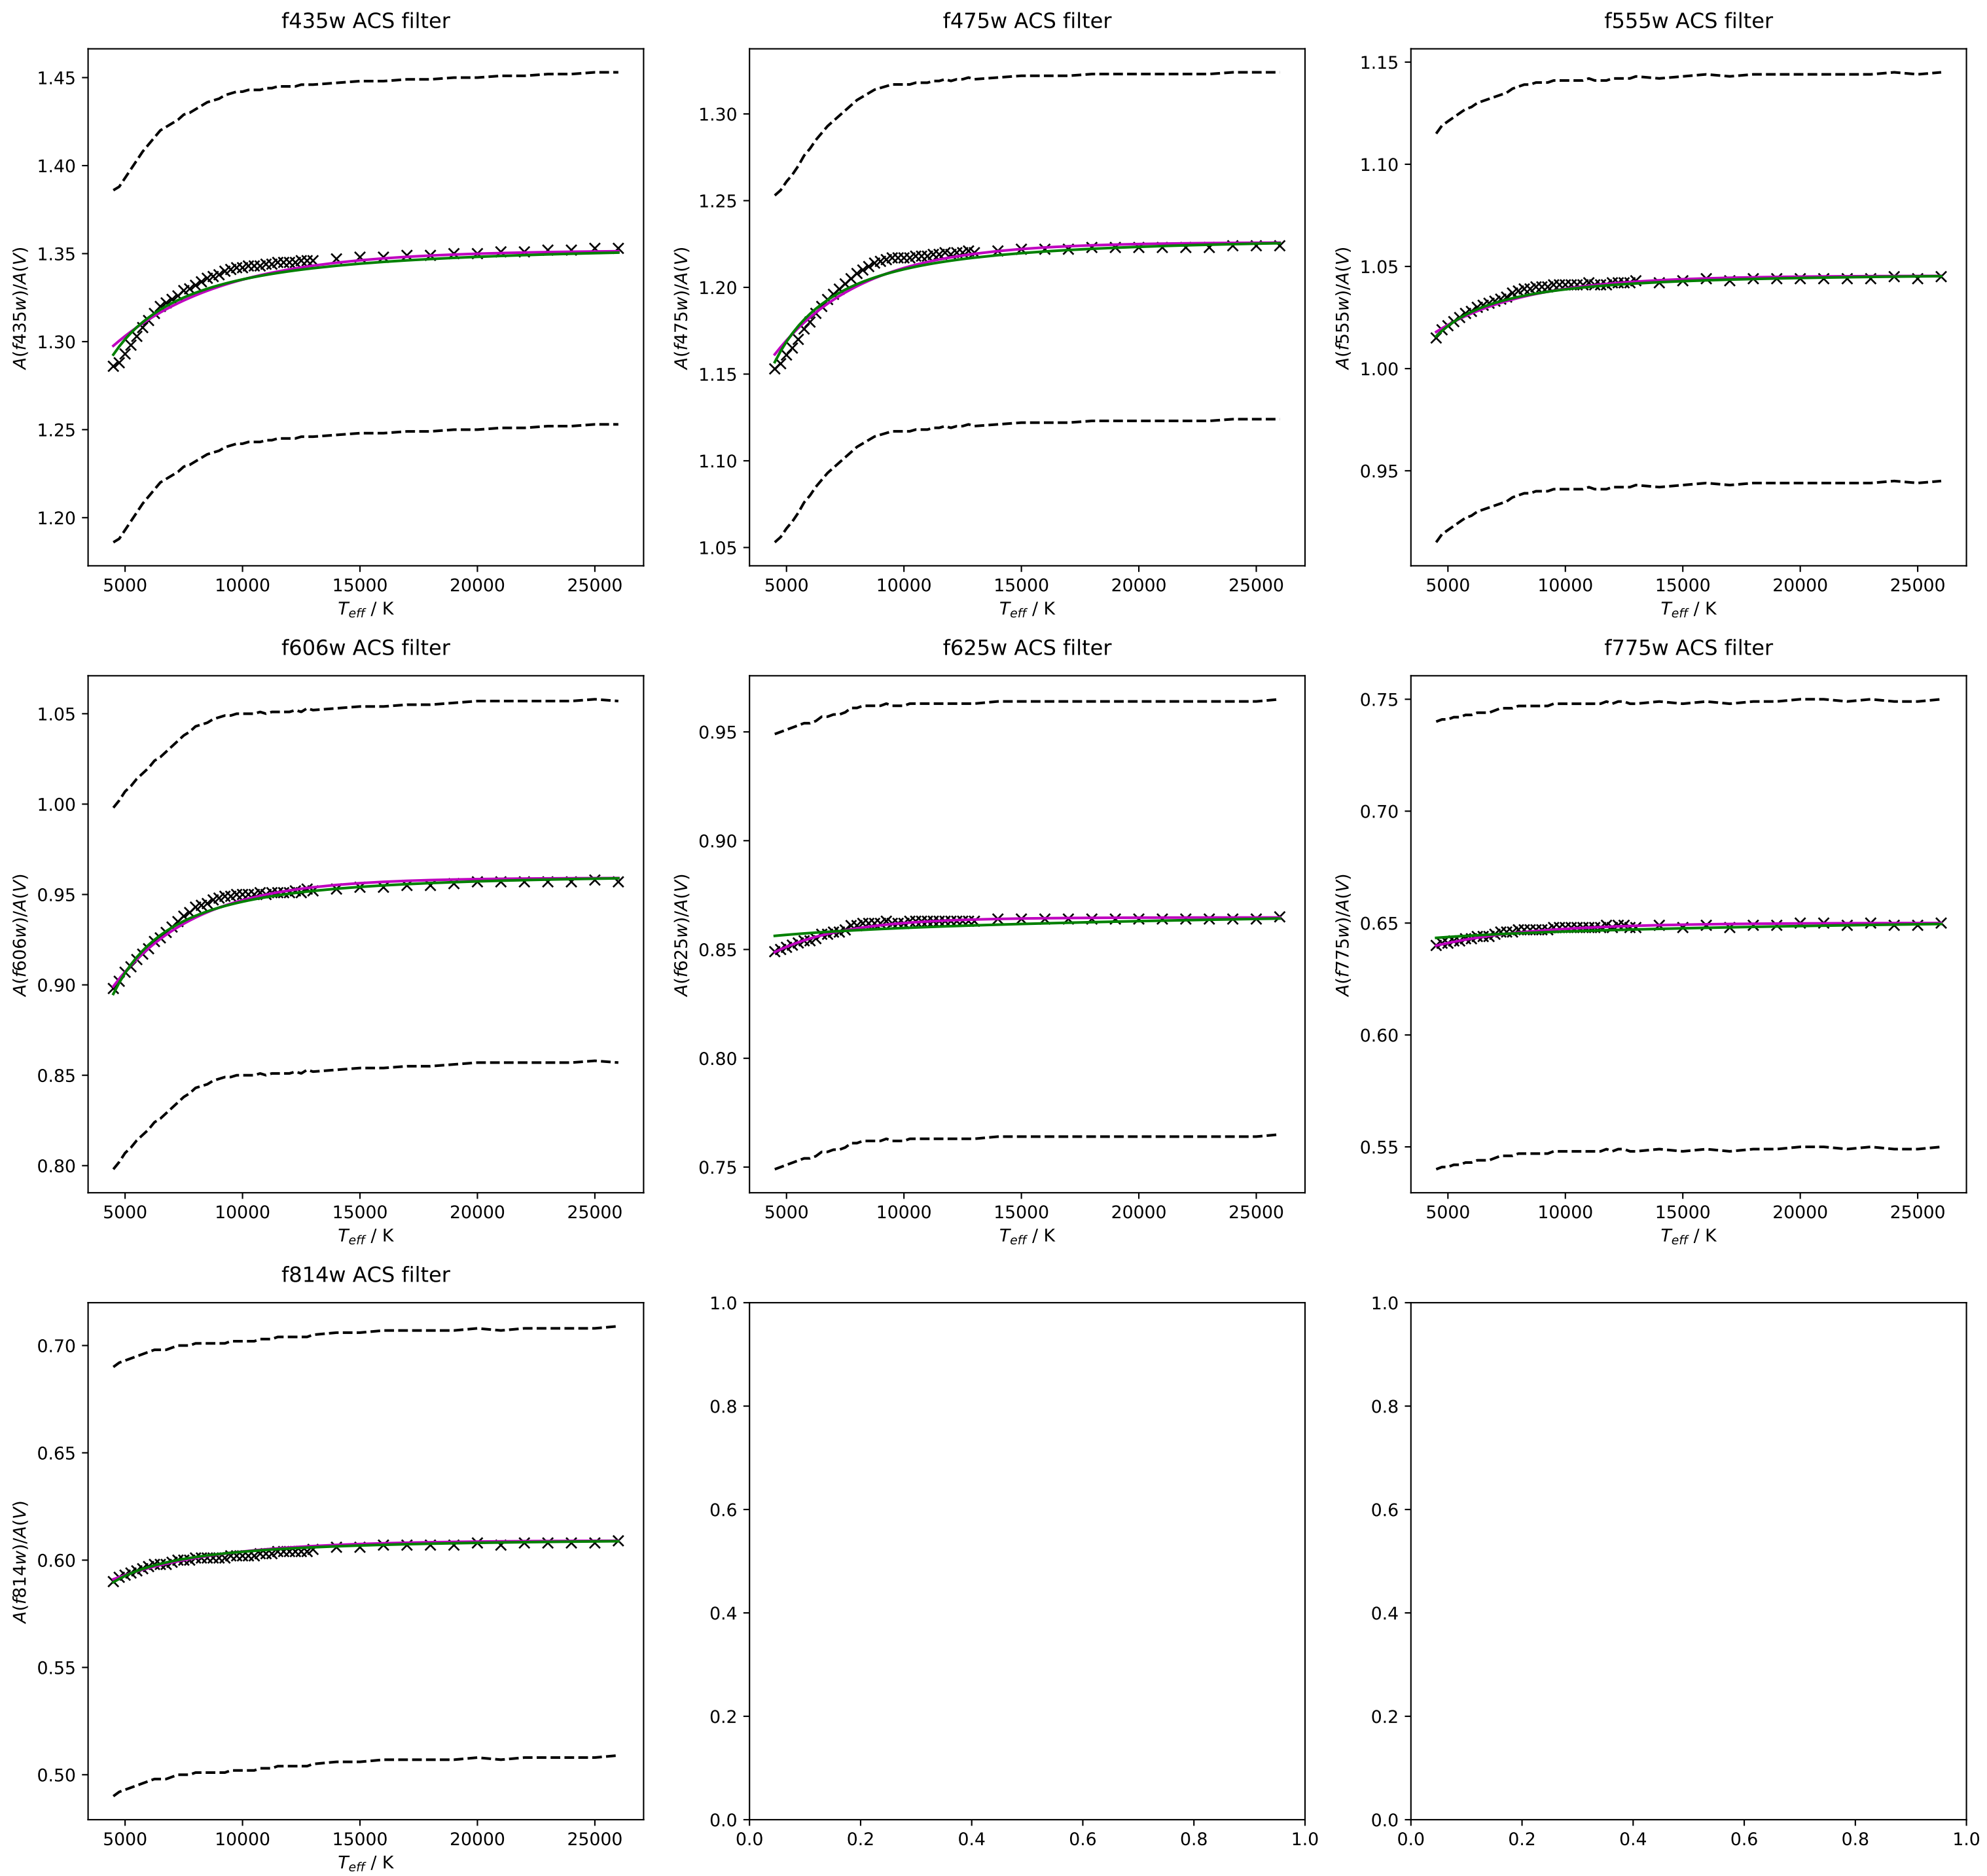 f435w ACS filter
f475w ACS filter
f555w ACS filter
1.45
1.40
1.35
1.30
1.25
1.20
A(f435w)/A(V)
5000 10000 15000 20000 25000
T_eff / K
1.30
1.25
1.20
1.15
1.10
1.05
A(f475w)/A(V)
5000 10000 15000 20000 25000
T_eff / K
1.15
1.10
1.05
1.00
0.95
A(f555w)/A(V)
5000 10000 15000 20000 25000
T_eff / K
f606w ACS filter
f625w ACS filter
f775w ACS filter
1.05
1.00
0.95
0.90
0.85
0.80
A(f606w)/A(V)
5000 10000 15000 20000 25000
T_eff / K
0.95
0.90
0.85
0.80
0.75
A(f625w)/A(V)
5000 10000 15000 20000 25000
T_eff / K
0.75
0.70
0.65
0.60
0.55
A(f775w)/A(V)
5000 10000 15000 20000 25000
T_eff / K
f814w ACS filter
0.70
0.65
0.60
0.55
0.50
A(f814w)/A(V)
5000 10000 15000 20000 25000
T_eff / K
1.0
0.8
0.6
0.4
0.2
0.0
0.0 0.2 0.4 0.6 0.8 1.0
1.0
0.8
0.6
0.4
0.2
0.0
0.0 0.2 0.4 0.6 0.8 1.0